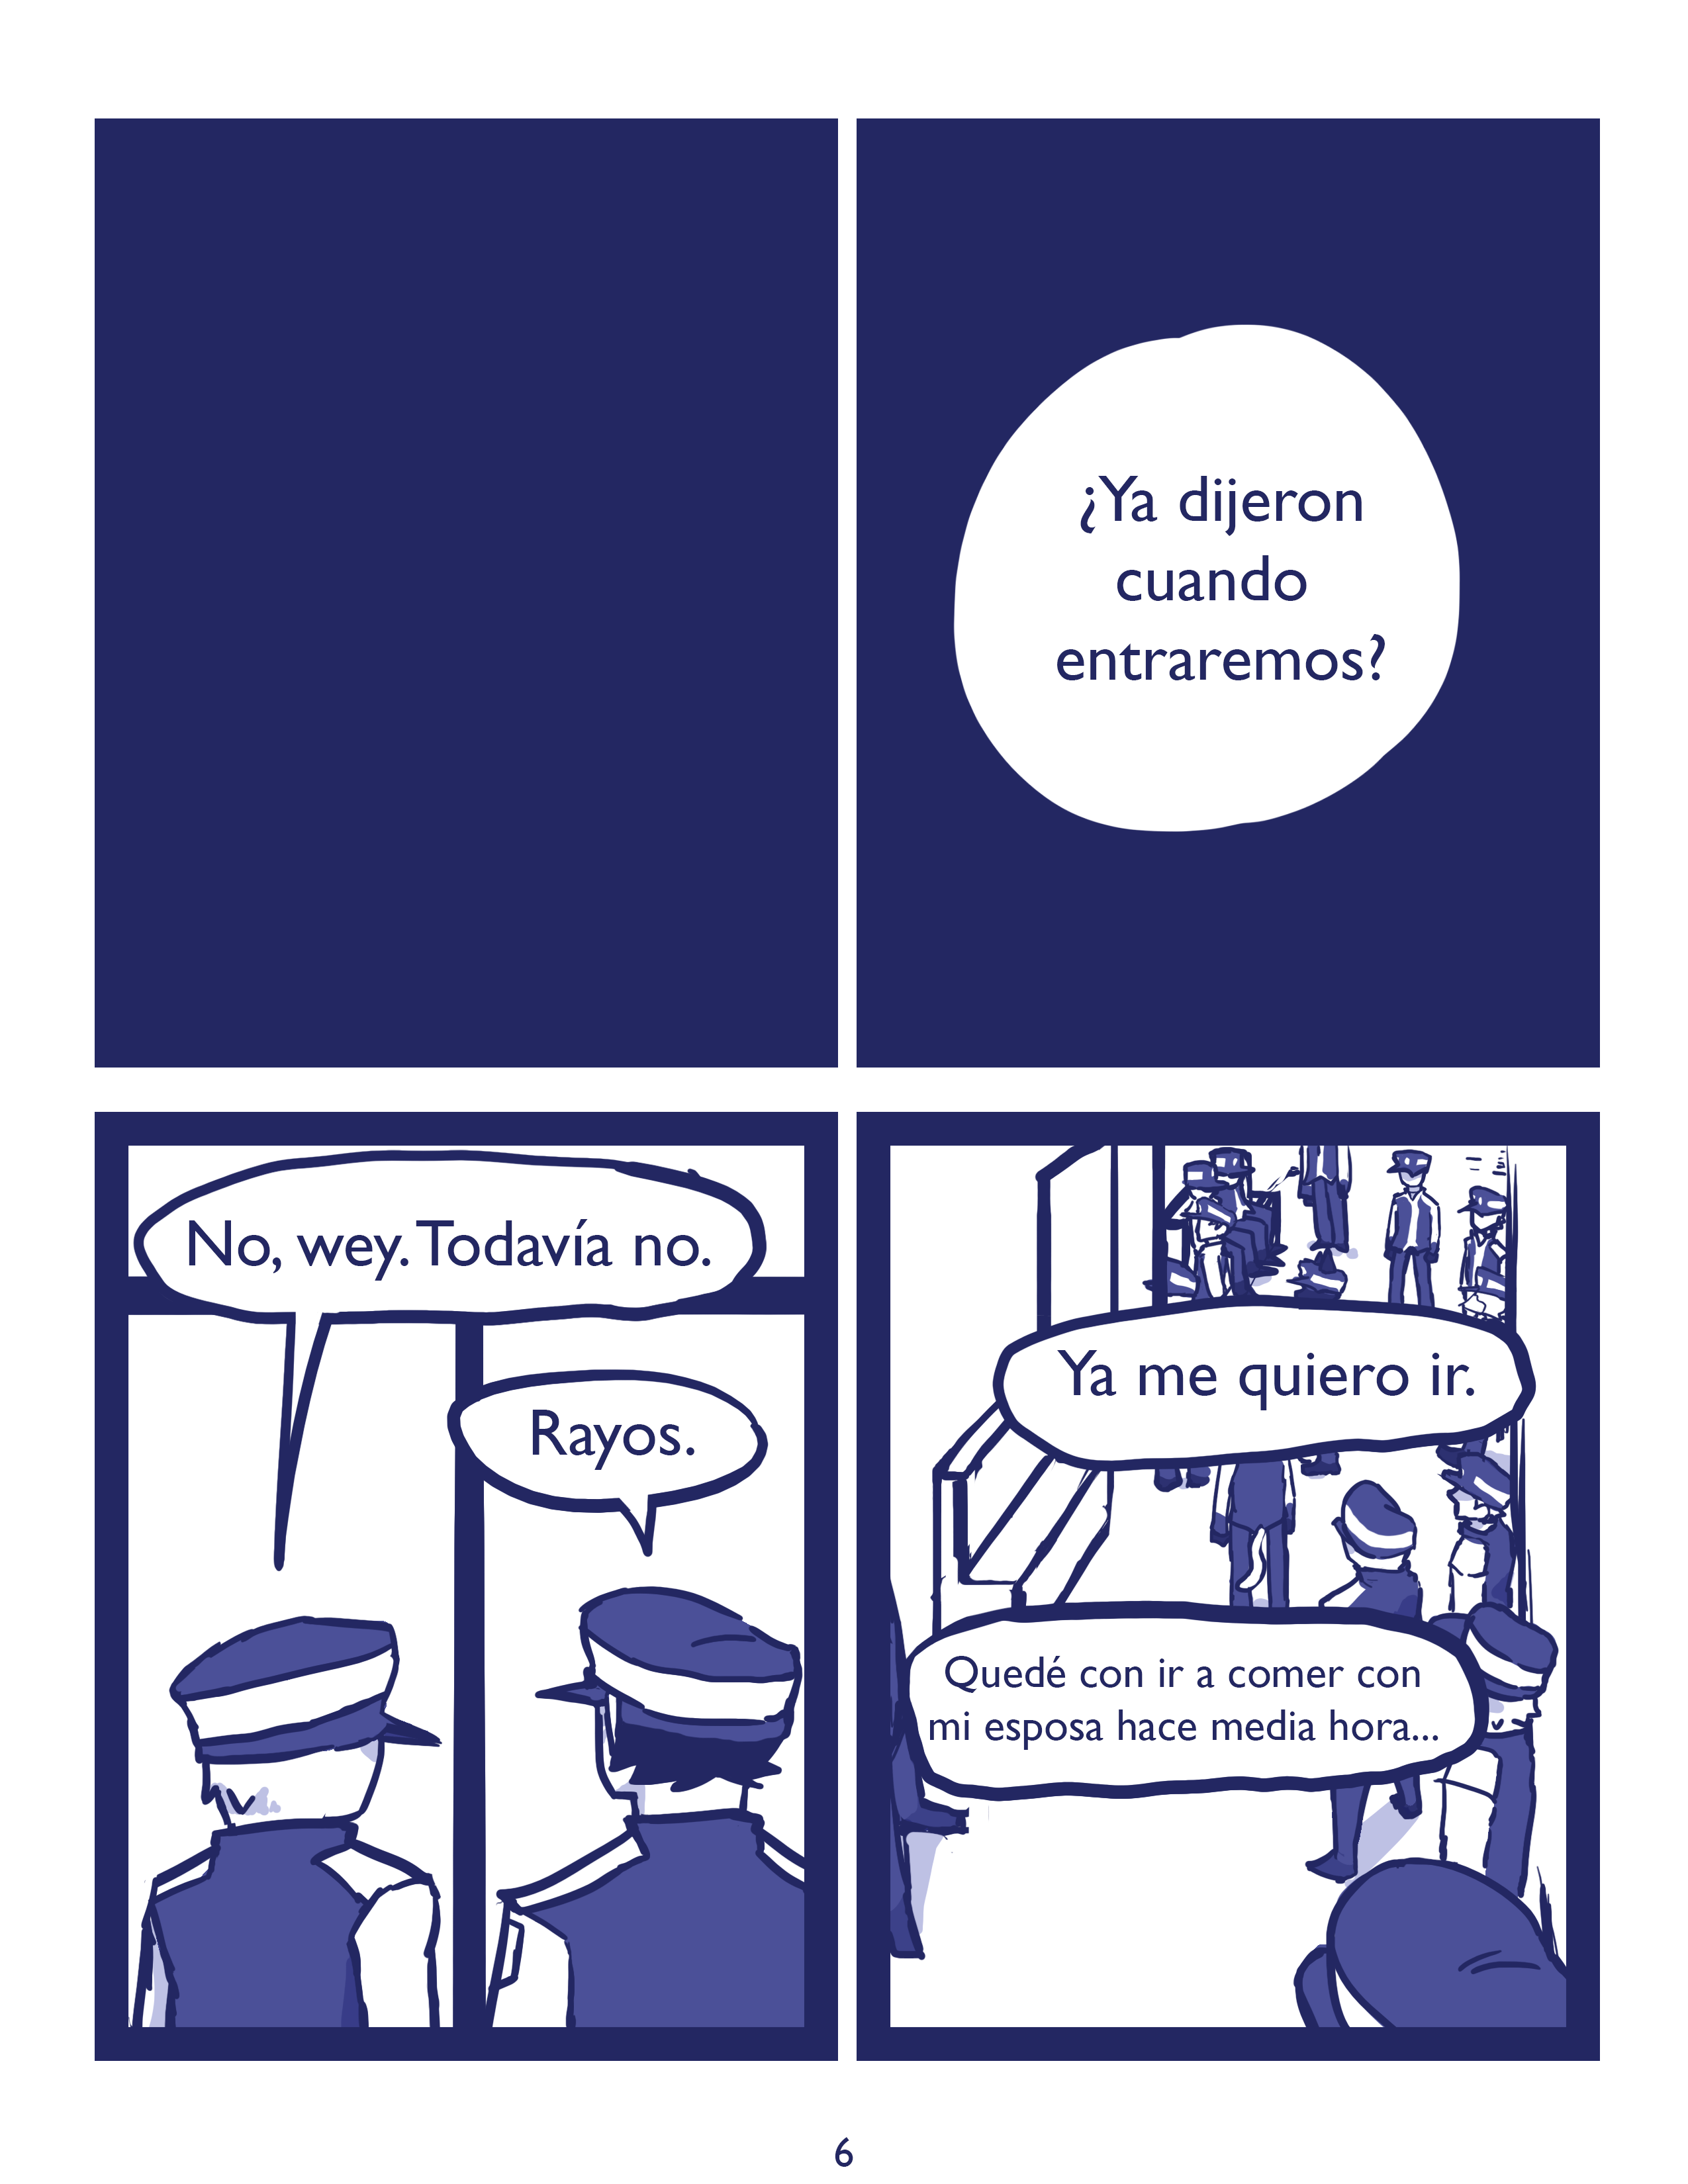 ¿Ya dijeron
cuando
entraremos?
No, wey. Todavía no.
Rayos.
Ya me quiero ir.
Quedé con ir a comer con
mi esposa hace media hora...
6